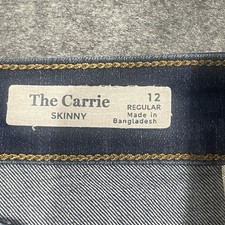 The Carrie
SKINNY
12
REGULAR
Made in
Bangladesh